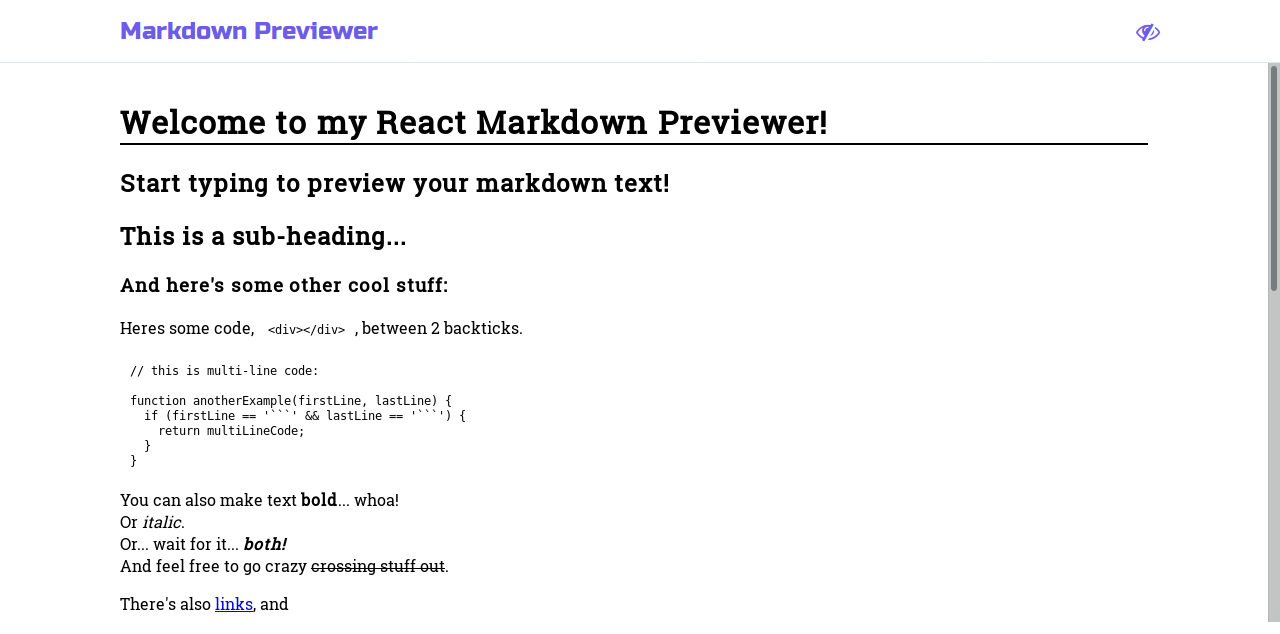 Markdown Previewer
Welcome to my React Markdown Previewer!
Start typing to preview your markdown text!
This is a sub-heading...
And here's some other cool stuff:
Heres some code, <div></div> , between 2 backticks.
// this is multi-line code:
function anotherExample(firstLine, lastLine) {
  if (firstLine == '```' && lastLine == '```') {
    return multiLineCode;
  }
}
You can also make text bold... whoa!
Or italic.
Or... wait for it... both!
And feel free to go crazy crossing stuff out.
There's also links, and